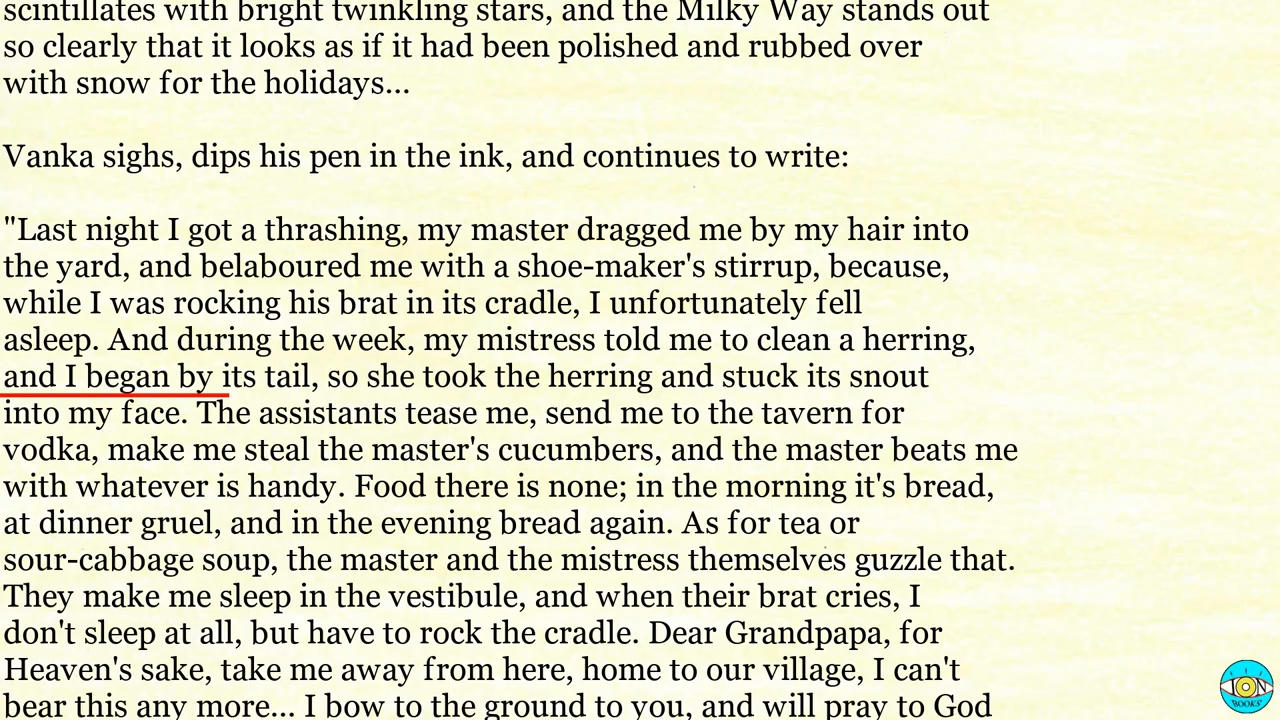 scintillates with bright twinkling stars, and the Milky Way stands out
so clearly that it looks as if it had been polished and rubbed over
with snow for the holidays...
Vanka sighs, dips his pen in the ink, and continues to write:
"Last night I got a thrashing, my master dragged me by my hair into
the yard, and belaboured me with a shoe-maker's stirrup, because,
while I was rocking his brat in its cradle, I unfortunately fell
asleep. And during the week, my mistress told me to clean a herring,
and I began by its tail, so she took the herring and stuck its snout
into my face. The assistants tease me, send me to the tavern for
vodka, make me steal the master's cucumbers, and the master beats me
with whatever is handy. Food there is none; in the morning it's bread,
at dinner gruel, and in the evening bread again. As for tea or
sour-cabbage soup, the master and the mistress themselves guzzle that.
They make me sleep in the vestibule, and when their brat cries, I
don't sleep at all, but have to rock the cradle. Dear Grandpapa, for
Heaven's sake, take me away from here, home to our village, I can't
bear this any more... I bow to the ground to you, and will pray to God
ION
BOOKS